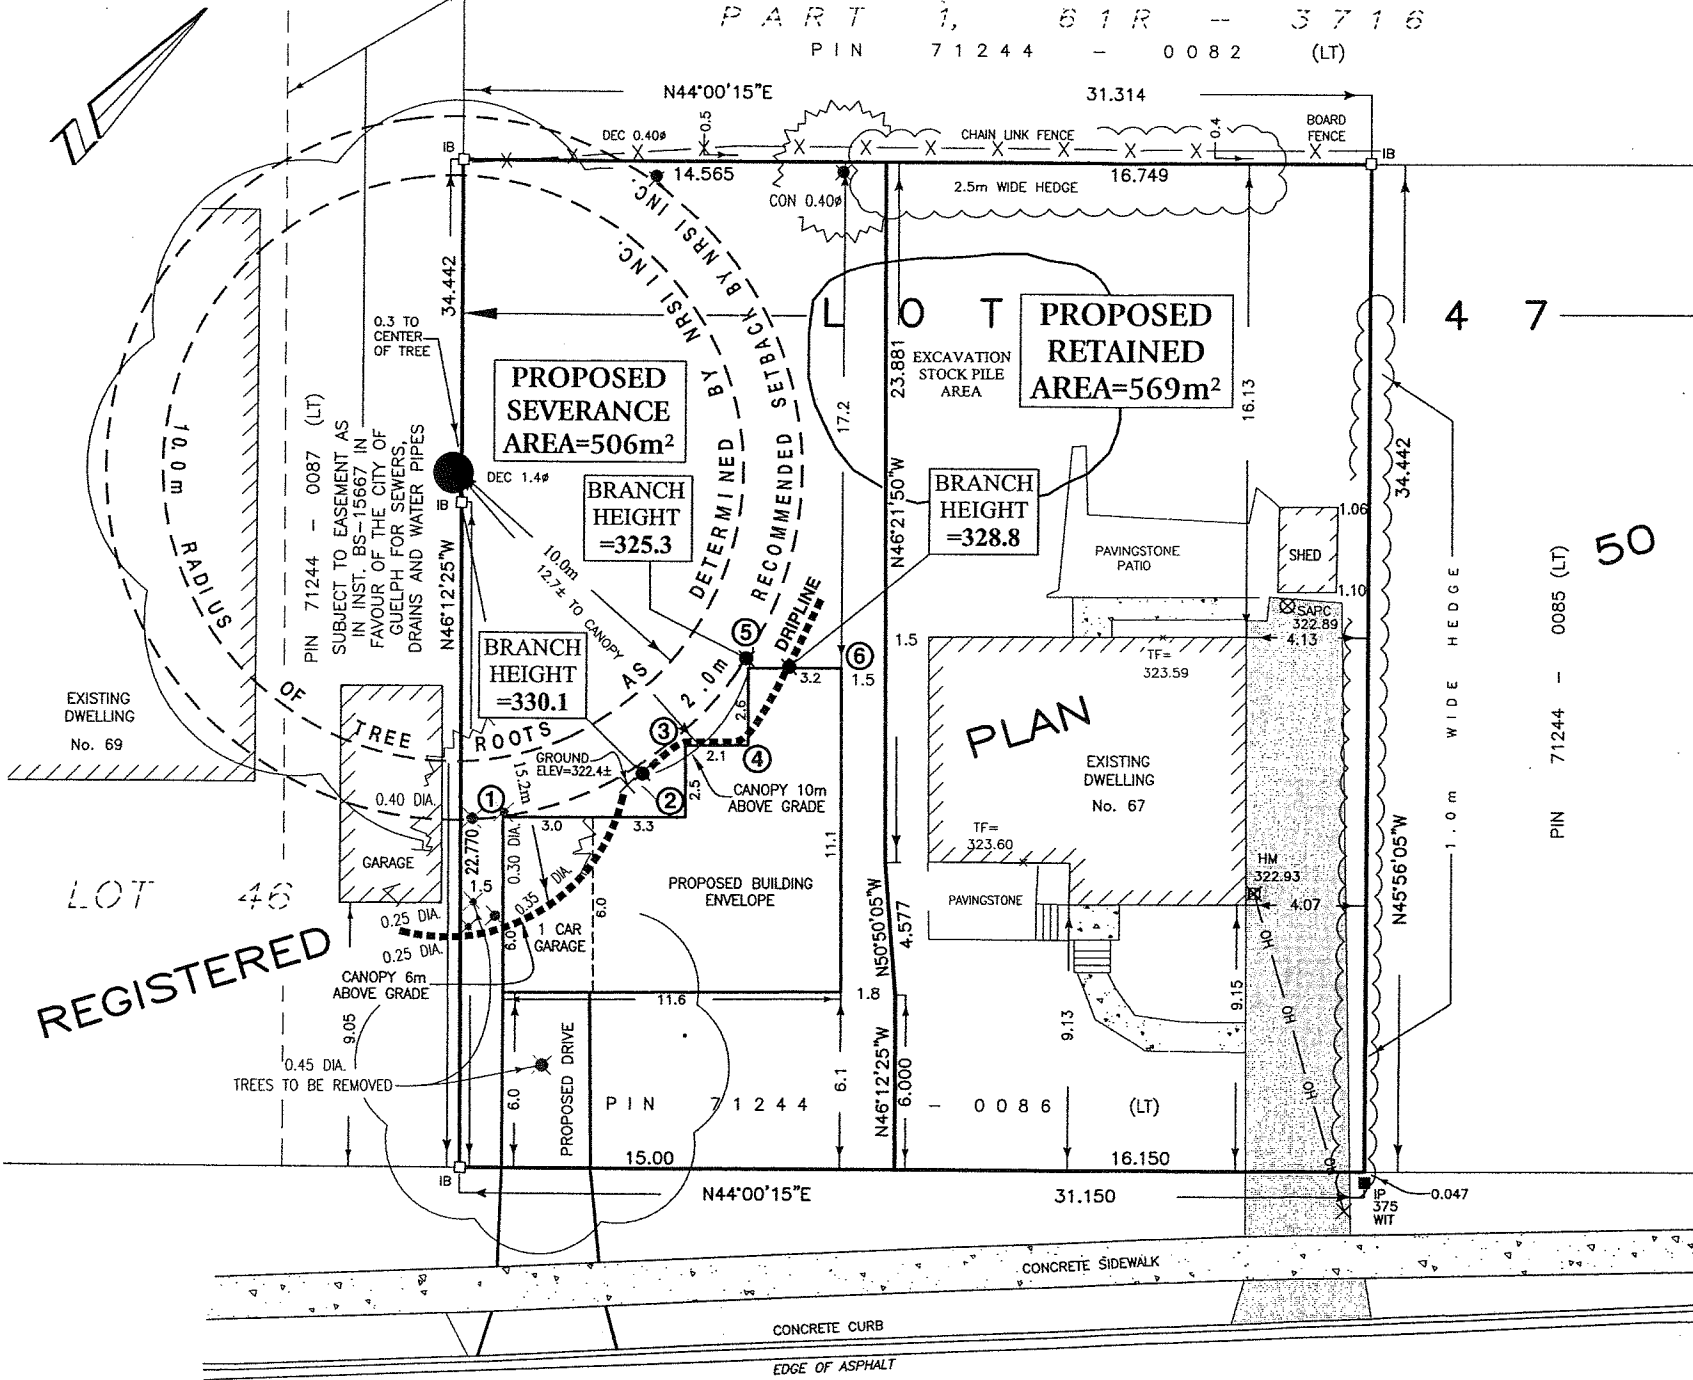 PART 1, 61R - 3716
PIN 71244 - 0082 (LT)
N44°00'15"E
31.314
IB
DEC 0.40ø
0.5
CHAIN LINK FENCE
0.4
BOARD
FENCE
IB
14.565
16.749
CON 0.40ø
2.5m WIDE HEDGE
34.442
0.3 TO
CENTER
OF TREE
LOT 47
PROPOSED
SEVERANCE
AREA=506m²
PROPOSED
RETAINED
AREA=569m²
EXCAVATION
STOCK PILE
AREA
23.881
17.2
16.13
34.442
10.0m RADIUS OF TREE ROOTS AS DETERMINED BY NRSI INC.
2.0m RECOMMENDED SETBACK BY NRSI INC.
PIN 71244 - 0087 (LT)
SUBJECT TO EASEMENT AS
IN INST. BS-15667 IN
FAVOUR OF THE CITY OF
GUELPH FOR SEWERS,
DRAINS AND WATER PIPES
DEC 1.4ø
IB
N46°12'25"W
BRANCH
HEIGHT
=325.3
BRANCH
HEIGHT
=328.8
BRANCH
HEIGHT
=330.1
10.0m
12.7± TO CANOPY
N46°21'50"W
PAVINGSTONE
PATIO
SHED
1.06
1.10
SAPC
322.89
4.13
50
PIN 71244 - 0085 (LT)
1.0m WIDE HEDGE
DRIPLINE
5
6
3.2
1.5
1.5
TF=
323.59
EXISTING
DWELLING
No. 69
3
2.6
2.1
4
GROUND
ELEV=322.4±
2
2.5
CANOPY 10m
ABOVE GRADE
PLAN
EXISTING
DWELLING
No. 67
TF=
323.60
0.40 DIA.
1
15.2m
3.0
3.3
11.1
GARAGE
22.770
0.30 DIA.
1.5
0.35 DIA.
6.0
PROPOSED BUILDING
ENVELOPE
HM
322.93
4.07
PAVINGSTONE
N45°56'05"W
LOT 46
REGISTERED
0.25 DIA.
0.25 DIA.
6.0
1 CAR
GARAGE
CANOPY 6m
ABOVE GRADE
N50°50'05"W
4.577
11.6
1.8
9.05
9.13
9.15
OH
OH
OH
OH
0.45 DIA.
TREES TO BE REMOVED
6.0
PROPOSED DRIVE
6.1
N46°12'25"W
6.000
PIN 71244 - 0086 (LT)
15.00
16.150
IB
N44°00'15"E
31.150
IP
375
WIT
0.047
CONCRETE SIDEWALK
CONCRETE CURB
EDGE OF ASPHALT